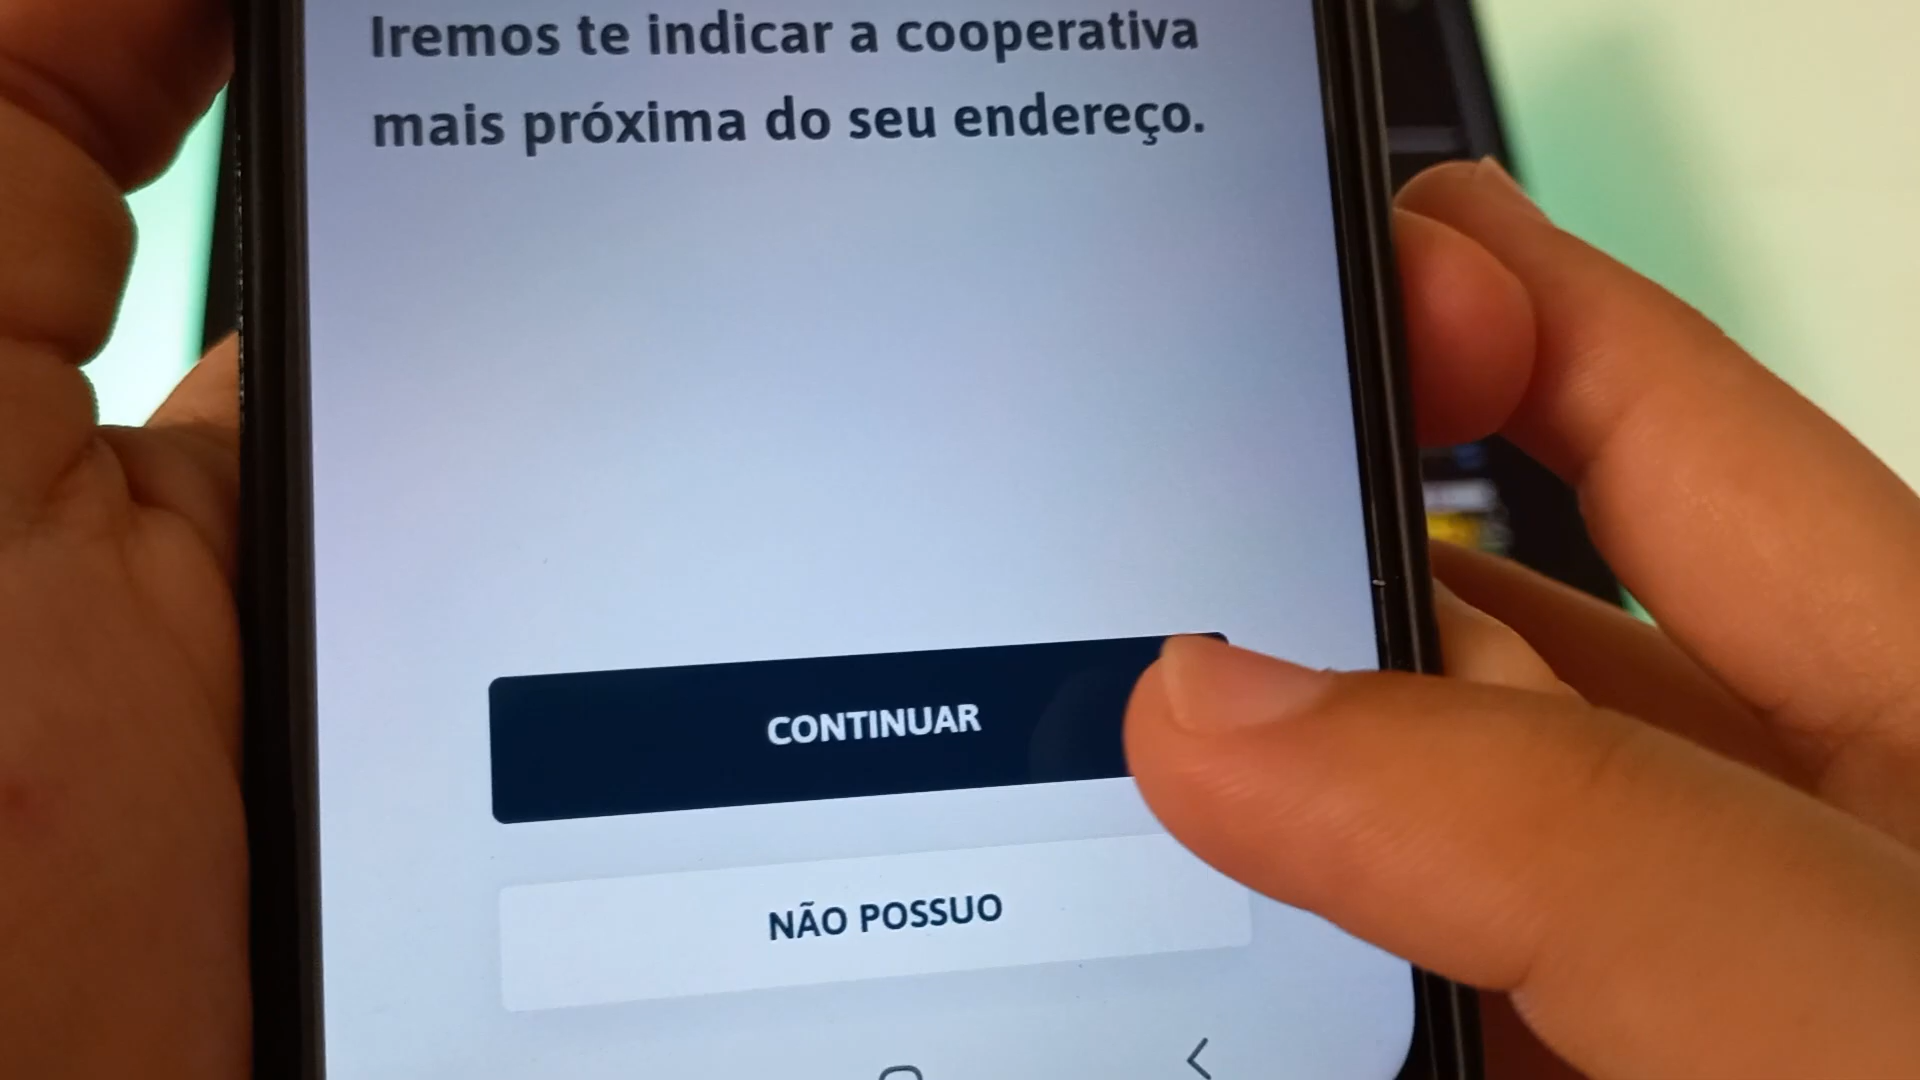 Iremos te indicar a cooperativa
mais próxima do seu endereço.
CONTINUAR
NÃO POSSUO